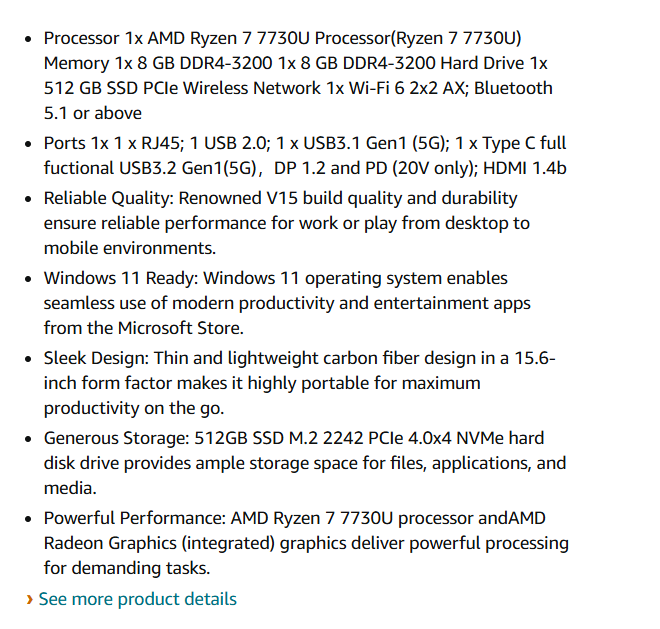 Processor 1x AMD Ryzen 7 7730U Processor(Ryzen 7 7730U)
Memory 1x 8 GB DDR4-3200 1x 8 GB DDR4-3200 Hard Drive 1x
512 GB SSD PCIe Wireless Network 1x Wi-Fi 6 2x2 AX; Bluetooth
5.1 or above
Ports 1x 1 x RJ45; 1 USB 2.0; 1 x USB3.1 Gen1 (5G); 1 x Type C full
fuctional USB3.2 Gen1(5G)，DP 1.2 and PD (20V only); HDMI 1.4b
Reliable Quality: Renowned V15 build quality and durability
ensure reliable performance for work or play from desktop to
mobile environments.
Windows 11 Ready: Windows 11 operating system enables
seamless use of modern productivity and entertainment apps
from the Microsoft Store.
Sleek Design: Thin and lightweight carbon fiber design in a 15.6-
inch form factor makes it highly portable for maximum
productivity on the go.
Generous Storage: 512GB SSD M.2 2242 PCIe 4.0x4 NVMe hard
disk drive provides ample storage space for files, applications, and
media.
Powerful Performance: AMD Ryzen 7 7730U processor andAMD
Radeon Graphics (integrated) graphics deliver powerful processing
for demanding tasks.
› See more product details